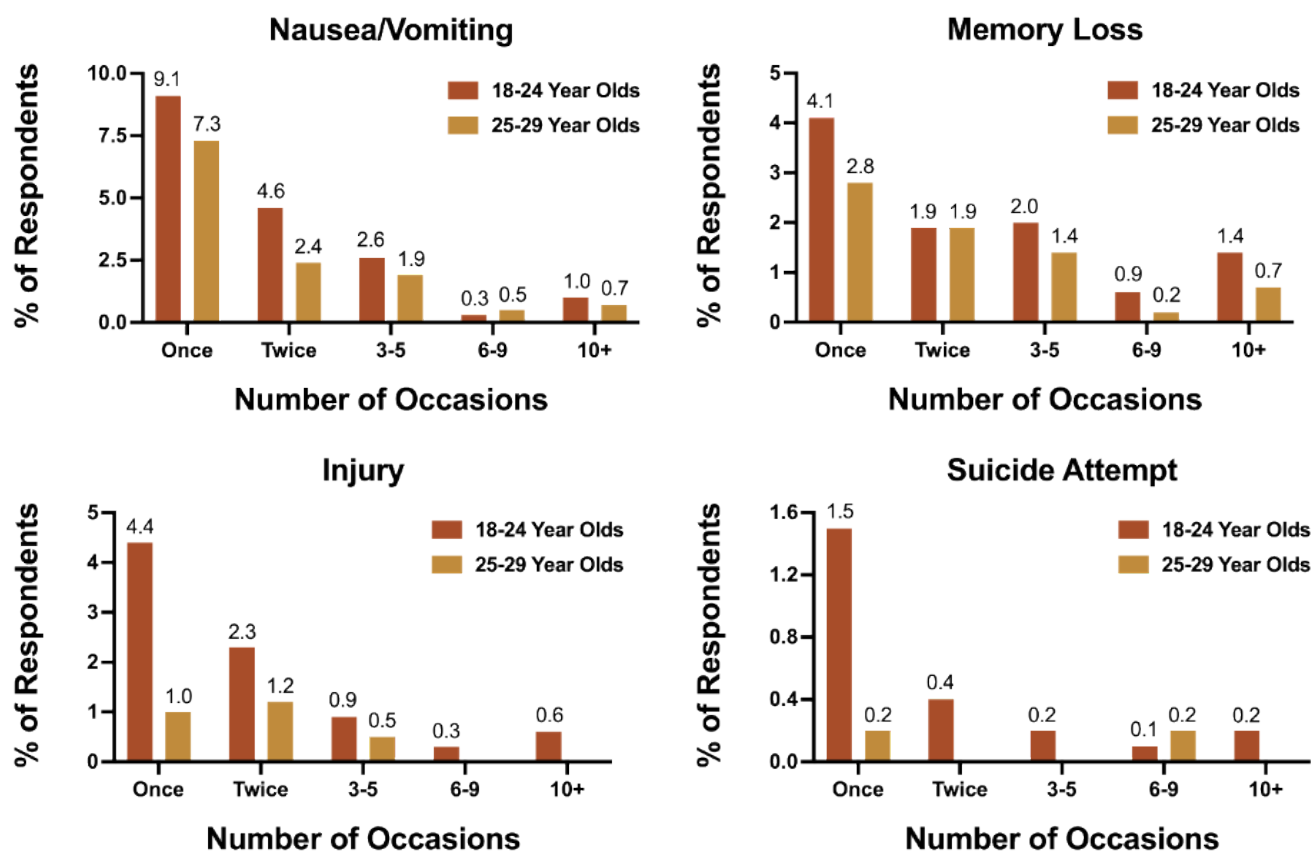 Nausea/Vomiting
% of Respondents
10.0
7.5
5.0
2.5
0.0
18-24 Year Olds
25-29 Year Olds
9.1
7.3
4.6
2.4
2.6
1.9
0.3
0.5
1.0
0.7
Once
Twice
3-5
6-9
10+
Number of Occasions
Memory Loss
% of Respondents
5
4
3
2
1
0
18-24 Year Olds
25-29 Year Olds
4.1
2.8
1.9
1.9
2.0
1.4
0.9
0.2
1.4
0.7
Once
Twice
3-5
6-9
10+
Number of Occasions
Injury
% of Respondents
5
4
3
2
1
0
18-24 Year Olds
25-29 Year Olds
4.4
1.0
2.3
1.2
0.9
0.5
0.3
0.6
Once
Twice
3-5
6-9
10+
Number of Occasions
Suicide Attempt
% of Respondents
1.6
1.2
0.8
0.4
0.0
18-24 Year Olds
25-29 Year Olds
1.5
0.2
0.4
0.2
0.1
0.2
0.2
Once
Twice
3-5
6-9
10+
Number of Occasions